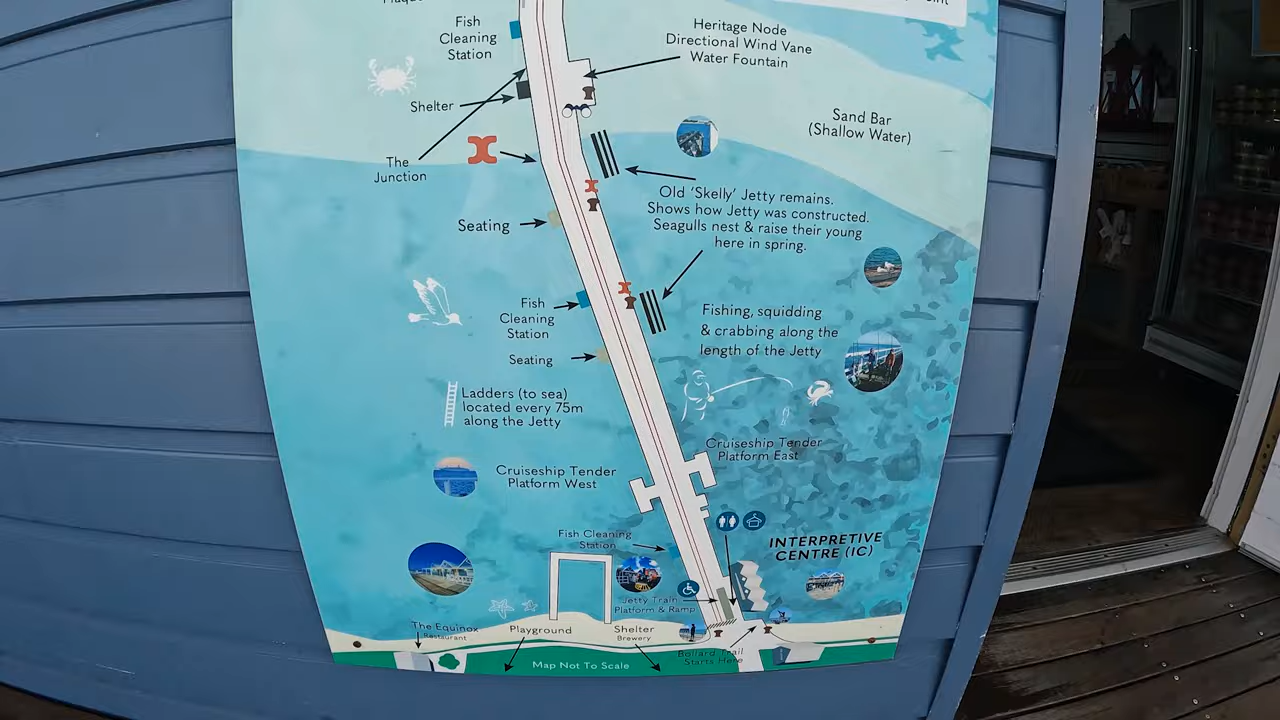 Fish
Cleaning
Station
Heritage Node
Directional Wind Vane
Water Fountain
Shelter
Sand Bar
(Shallow Water)
The
Junction
Old 'Skelly' Jetty remains.
Shows how Jetty was constructed.
Seagulls nest & raise their young
here in spring.
Seating
Fish
Cleaning
Station
Fishing, squidding
& crabbing along the
length of the Jetty
Seating
Ladders (to sea)
located every 75m
along the Jetty
Cruiseship Tender
Platform East
Cruiseship Tender
Platform West
Fish Cleaning
Station
INTERPRETIVE
CENTRE (IC)
Jetty Train
Platform & Ramp
The Equinox
Restaurant
Playground
Shelter
Brewery
Bollard Trail
Starts Here
Map Not To Scale